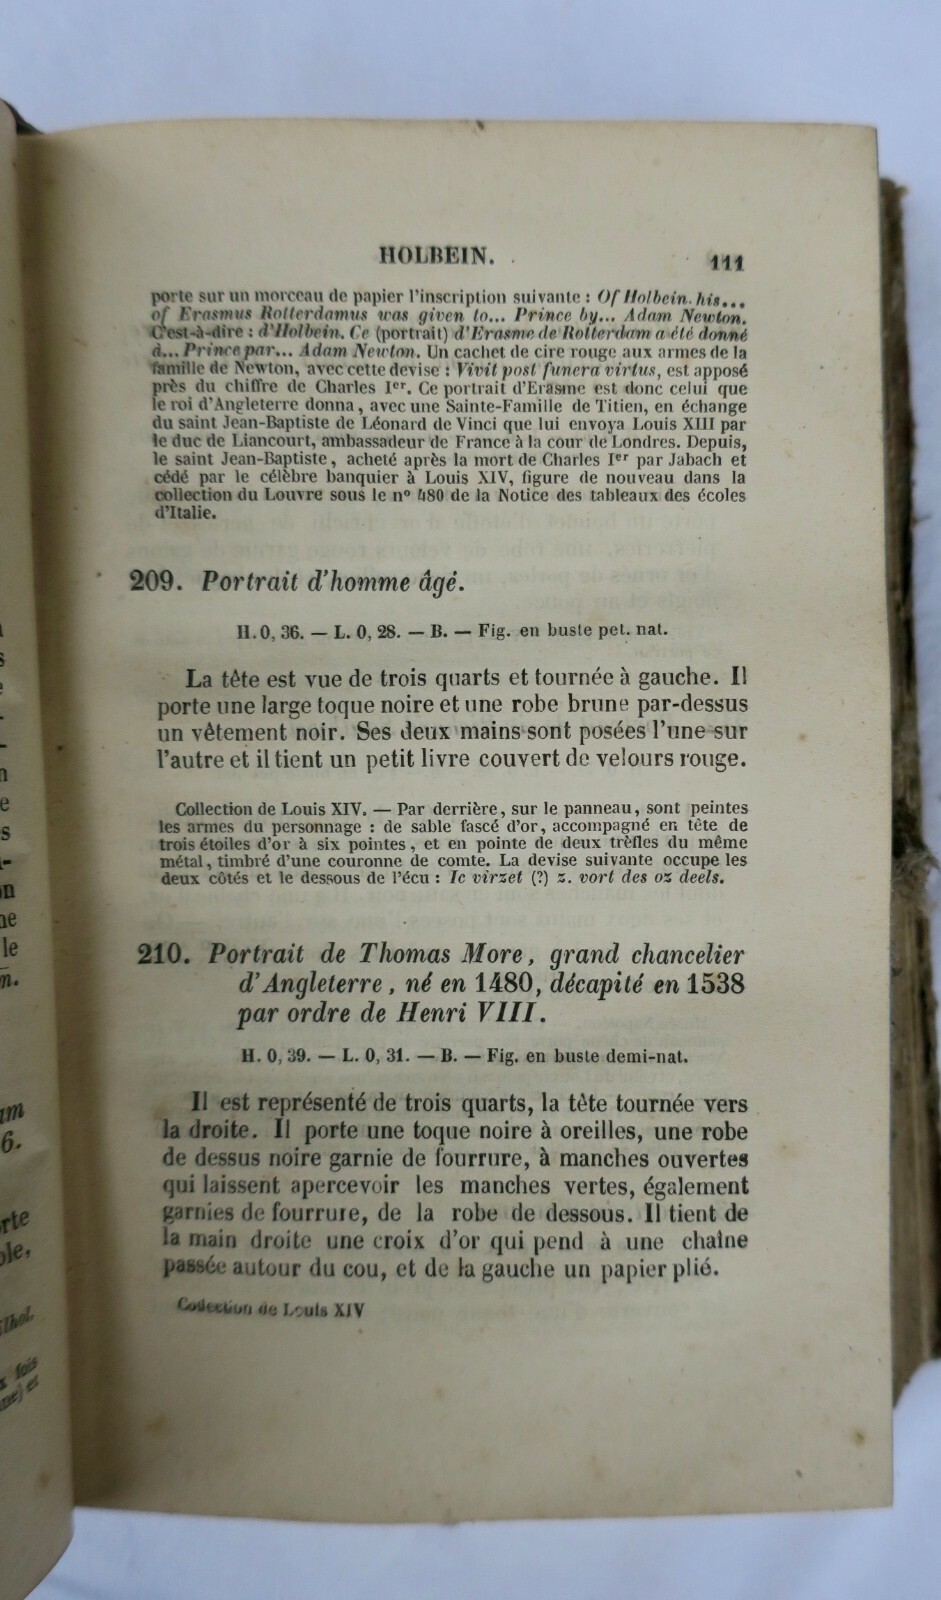 HOLBEIN.
111
porte sur un morceau de papier l'inscription suivante : Of Holbein. his...
of Erasmus Rotterdamus was given to... Prince by... Adam Newton.
C'est-à-dire : d'Holbein. Ce (portrait) d'Erasme de Rotterdam a été donné
à... Prince par... Adam Newton. Un cachet de cire rouge aux armes de la
famille de Newton, avec cette devise : Vivit post funera virtus, est apposé
près du chiffre de Charles Ier. Ce portrait d'Erasme est donc celui que
le roi d'Angleterre donna, avec une Sainte-Famille de Titien, en échange
du saint Jean-Baptiste de Léonard de Vinci que lui envoya Louis XIII par
le duc de Liancourt, ambassadeur de France à la cour de Londres. Depuis,
le saint Jean-Baptiste, acheté après la mort de Charles Ier par Jabach et
cédé par le célèbre banquier à Louis XIV, figure de nouveau dans la
collection du Louvre sous le n° 480 de la Notice des tableaux des écoles
d'Italie.
209. Portrait d'homme âgé.
H. 0, 36. — L. 0, 28. — B. — Fig. en buste pet. nat.
La tête est vue de trois quarts et tournée à gauche. Il
porte une large toque noire et une robe brune par-dessus
un vêtement noir. Ses deux mains sont posées l'une sur
l'autre et il tient un petit livre couvert de velours rouge.
Collection de Louis XIV. — Par derrière, sur le panneau, sont peintes
les armes du personnage : de sable fascé d'or, accompagné en tête de
trois étoiles d'or à six pointes, et en pointe de deux trèfles du même
métal, timbré d'une couronne de comte. La devise suivante occupe les
deux côtés et le dessous de l'écu : Ic virzet (?) z. vort des oz deels.
210. Portrait de Thomas More, grand chancelier
d'Angleterre, né en 1480, décapité en 1538
par ordre de Henri VIII.
H. 0, 39. — L. 0, 31. — B. — Fig. en buste demi-nat.
Il est représenté de trois quarts, la tête tournée vers
la droite. Il porte une toque noire à oreilles, une robe
de dessus noire garnie de fourrure, à manches ouvertes
qui laissent apercevoir les manches vertes, également
garnies de fourrure, de la robe de dessous. Il tient de
la main droite une croix d'or qui pend à une chaîne
passée autour du cou, et de la gauche un papier plié.
Collection de Louis XIV